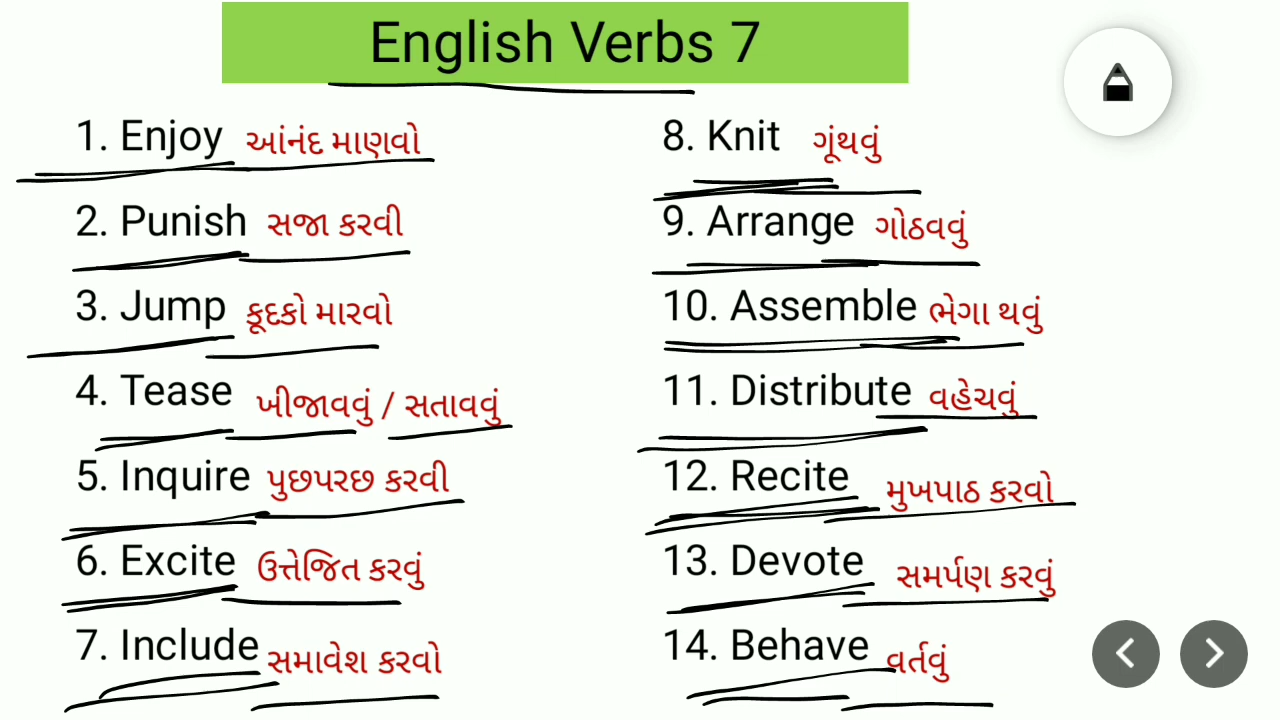 English Verbs 7
1. Enjoy આંનંદ માણવો
2. Punish સજા કરવી
3. Jump કૂદકો મારવો
4. Tease ખીજાવવું / સતાવવું
5. Inquire પુછપરછ કરવી
6. Excite ઉત્તેજિત કરવું
7. Include સમાવેશ કરવો
8. Knit ગૂંથવું
9. Arrange ગોઠવવું
10. Assemble ભેગા થવું
11. Distribute વહેચવું
12. Recite મુખપાઠ કરવો
13. Devote સમર્પણ કરવું
14. Behave વર્તવું